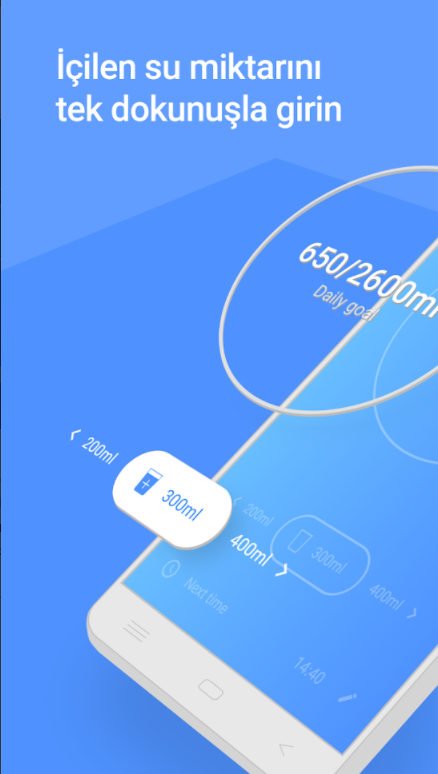 İçilen su miktarını
tek dokunuşla girin
650/2600ml
Daily goal
200ml
300ml
400ml
200ml
300ml
400ml
Next time
14:40